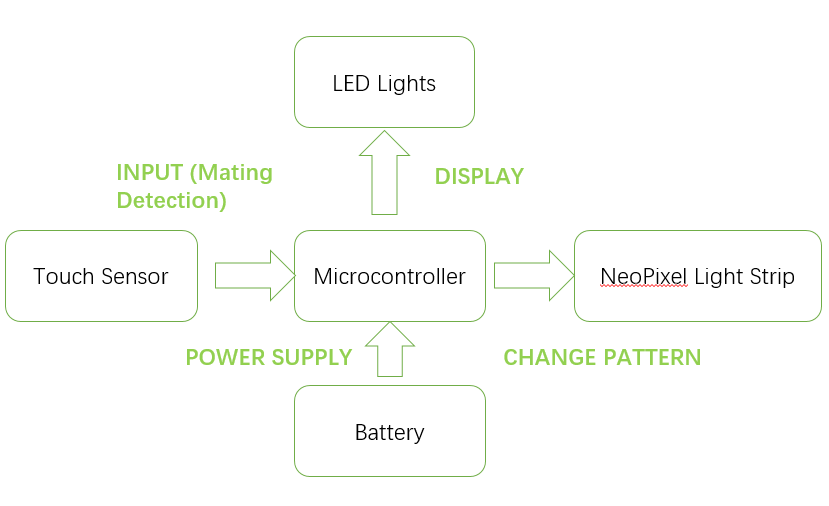 LED Lights
INPUT (Mating
Detection)
DISPLAY
Touch Sensor
Microcontroller
NeoPixel Light Strip
POWER SUPPLY
CHANGE PATTERN
Battery